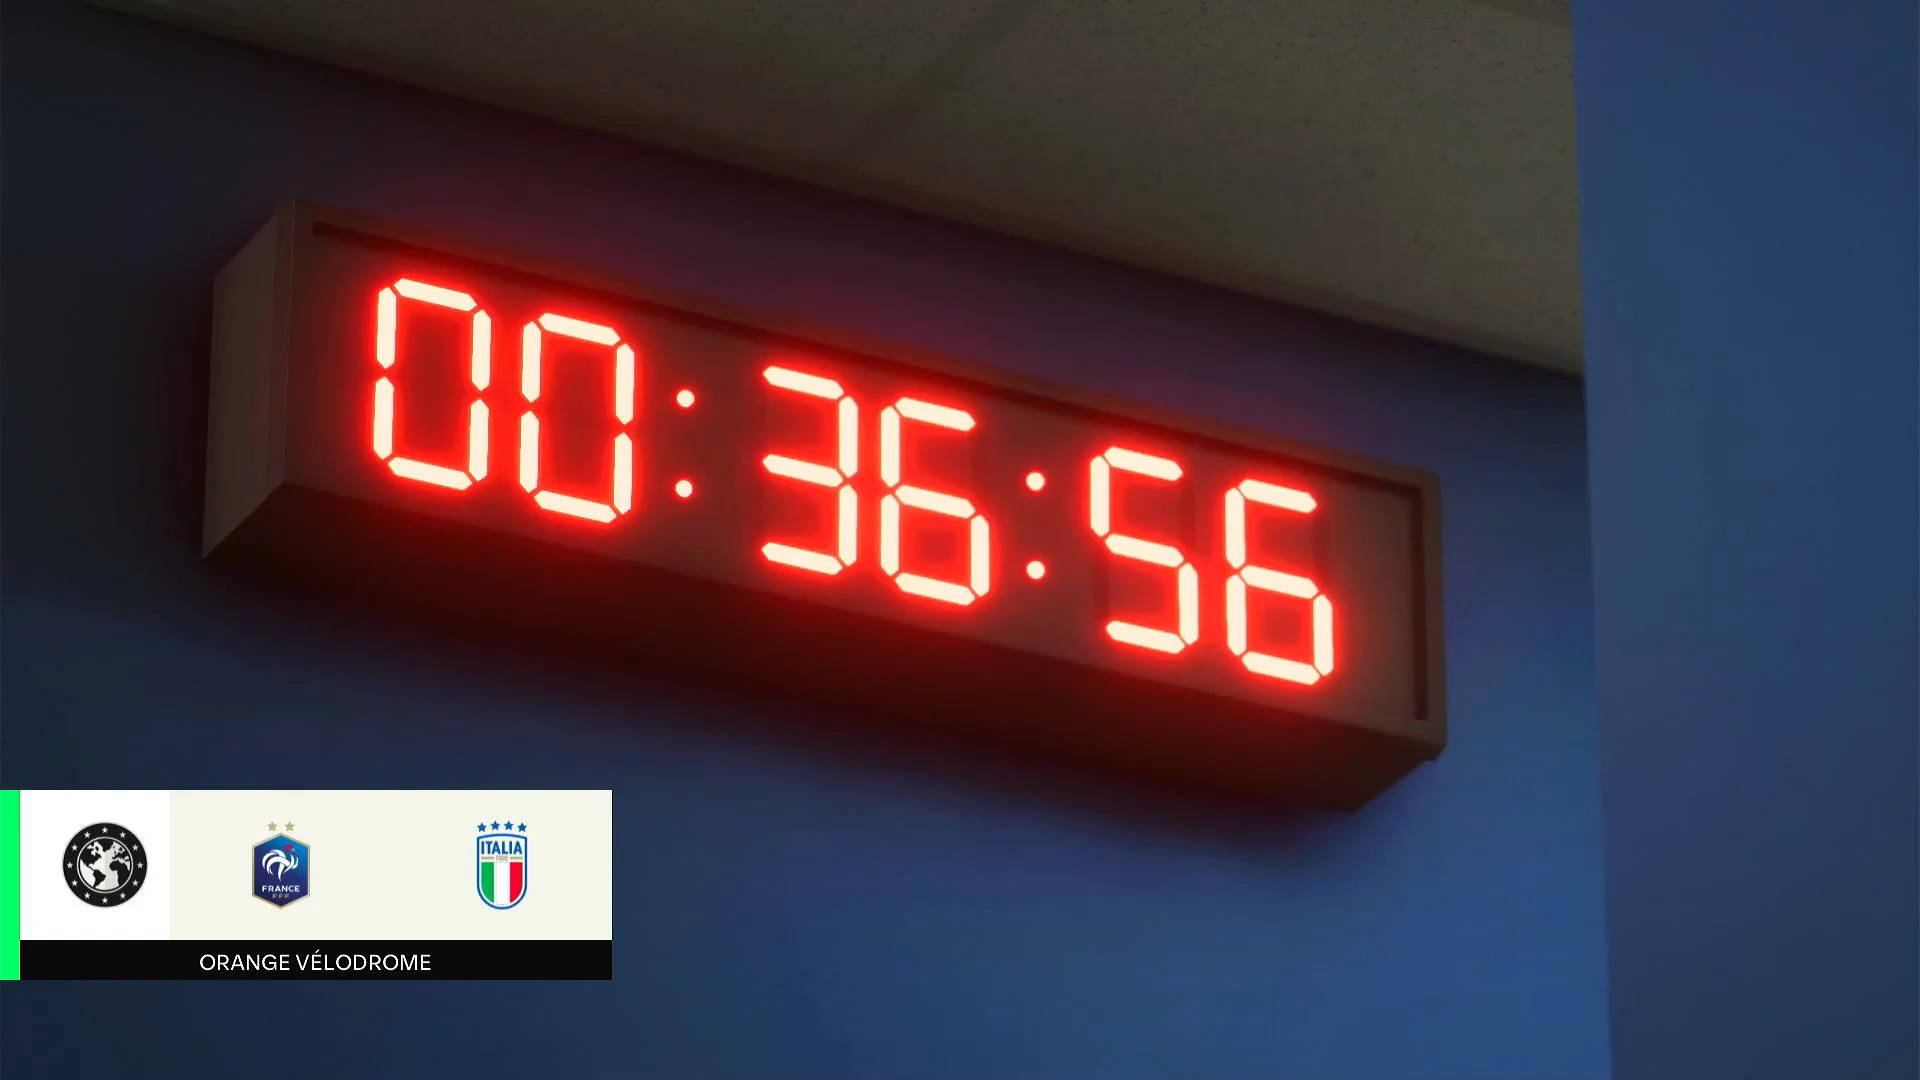 00:36:56
FRANCE
FFF
ITALIA
FIGC
ORANGE VÉLODROME